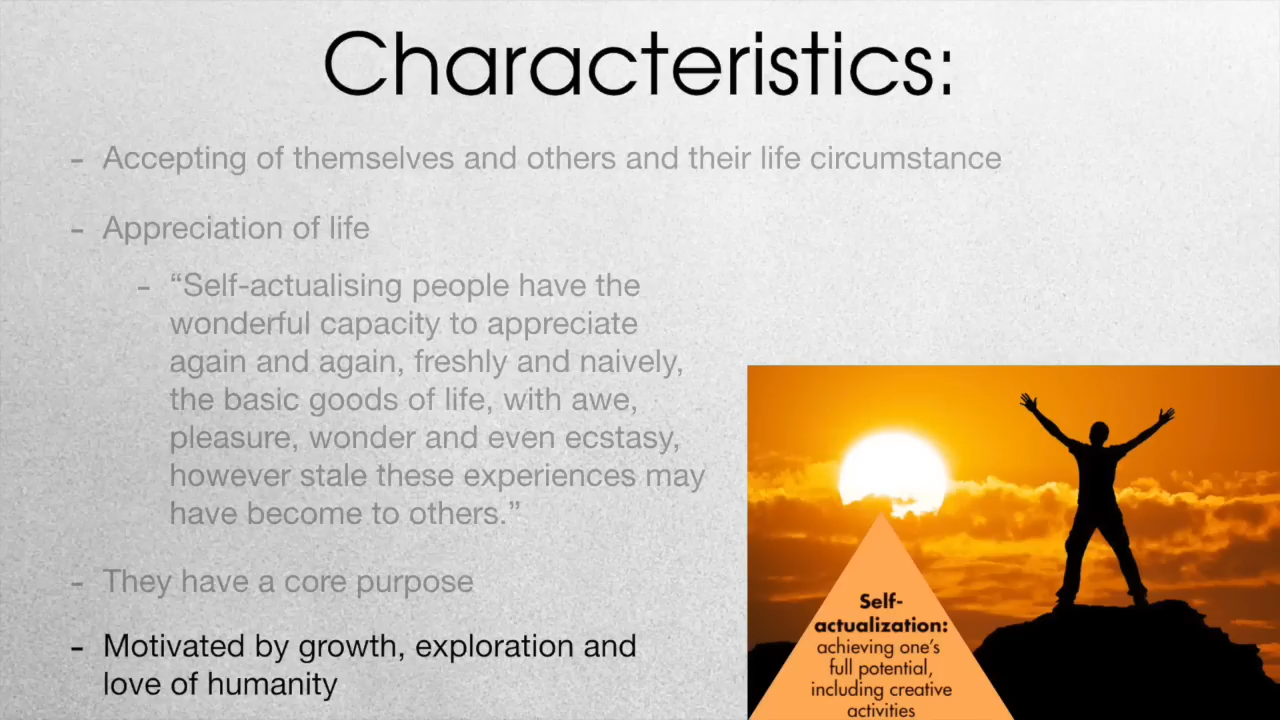 Characteristics:
- Accepting of themselves and others and their life circumstance
- Appreciation of life
- “Self-actualising people have the
wonderful capacity to appreciate
again and again, freshly and naively,
the basic goods of life, with awe,
pleasure, wonder and even ecstasy,
however stale these experiences may
have become to others.”
- They have a core purpose
- Motivated by growth, exploration and
love of humanity
Self-
actualization:
achieving one’s
full potential,
including creative
activities